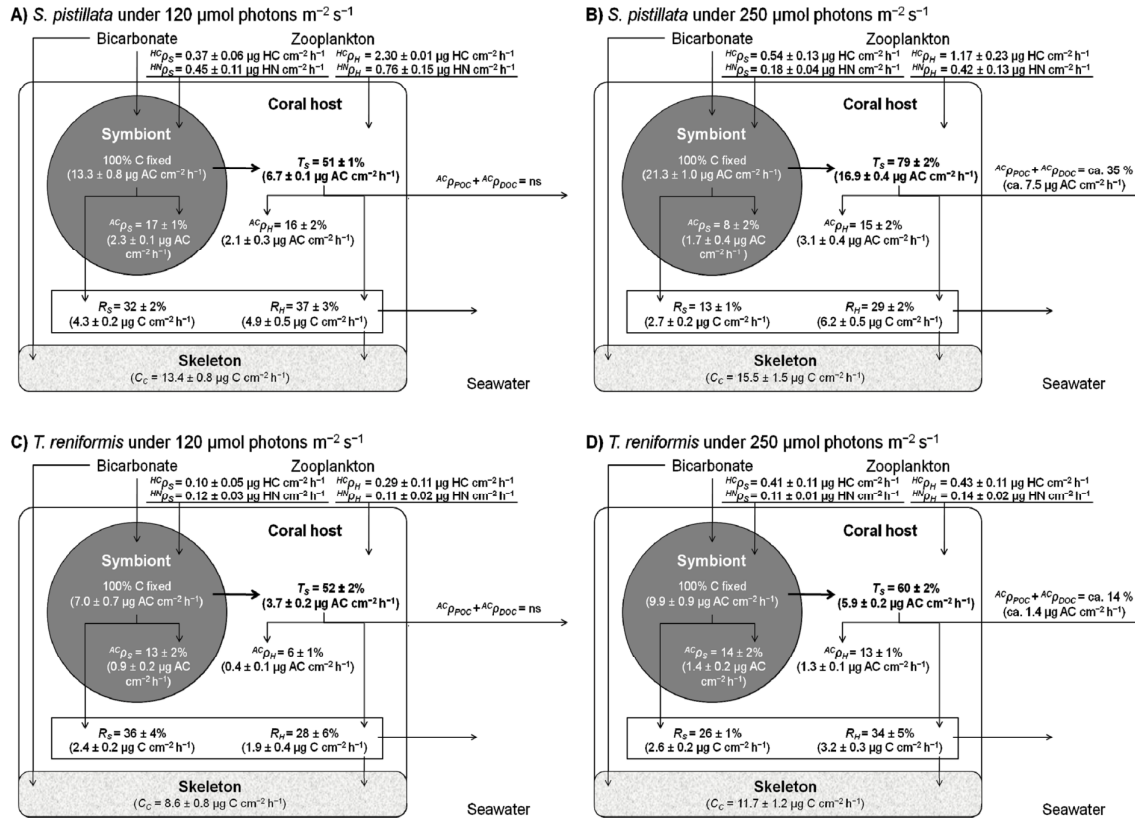 A) S. pistillata under 120 μmol photons m⁻² s⁻¹
Bicarbonate
Zooplankton
ᴴᶜρS = 0.37 ± 0.06 μg HC cm⁻² h⁻¹
ᴴᴺρS = 0.45 ± 0.11 μg HN cm⁻² h⁻¹
ᴴᶜρH = 2.30 ± 0.01 μg HC cm⁻² h⁻¹
ᴴᴺρH = 0.76 ± 0.15 μg HN cm⁻² h⁻¹
Coral host
Symbiont
100% C fixed
(13.3 ± 0.8 μg AC cm⁻² h⁻¹)
TS = 51 ± 1%
(6.7 ± 0.1 μg AC cm⁻² h⁻¹)
ᴬᶜρPOC + ᴬᶜρDOC = ns
ᴬᶜρS = 17 ± 1%
(2.3 ± 0.1 μg AC
cm⁻² h⁻¹)
ᴬᶜρH = 16 ± 2%
(2.1 ± 0.3 μg AC cm⁻² h⁻¹)
RS = 32 ± 2%
(4.3 ± 0.2 μg C cm⁻² h⁻¹)
RH = 37 ± 3%
(4.9 ± 0.5 μg C cm⁻² h⁻¹)
Skeleton
(CC = 13.4 ± 0.8 μg C cm⁻² h⁻¹)
Seawater
B) S. pistillata under 250 μmol photons m⁻² s⁻¹
Bicarbonate
Zooplankton
ᴴᶜρS = 0.54 ± 0.13 μg HC cm⁻² h⁻¹
ᴴᴺρS = 0.18 ± 0.04 μg HN cm⁻² h⁻¹
ᴴᶜρH = 1.17 ± 0.23 μg HC cm⁻² h⁻¹
ᴴᴺρH = 0.42 ± 0.13 μg HN cm⁻² h⁻¹
Coral host
Symbiont
100% C fixed
(21.3 ± 1.0 μg AC cm⁻² h⁻¹)
TS = 79 ± 2%
(16.9 ± 0.4 μg AC cm⁻² h⁻¹)
ᴬᶜρPOC + ᴬᶜρDOC = ca. 35 %
(ca. 7.5 μg AC cm⁻² h⁻¹)
ᴬᶜρS = 8 ± 2%
(1.7 ± 0.4 μg AC
cm⁻² h⁻¹)
ᴬᶜρH = 15 ± 2%
(3.1 ± 0.4 μg AC cm⁻² h⁻¹)
RS = 13 ± 1%
(2.7 ± 0.2 μg C cm⁻² h⁻¹)
RH = 29 ± 2%
(6.2 ± 0.5 μg C cm⁻² h⁻¹)
Skeleton
(CC = 15.5 ± 1.5 μg C cm⁻² h⁻¹)
Seawater
C) T. reniformis under 120 μmol photons m⁻² s⁻¹
Bicarbonate
Zooplankton
ᴴᶜρS = 0.10 ± 0.05 μg HC cm⁻² h⁻¹
ᴴᴺρS = 0.12 ± 0.03 μg HN cm⁻² h⁻¹
ᴴᶜρH = 0.29 ± 0.11 μg HC cm⁻² h⁻¹
ᴴᴺρH = 0.11 ± 0.02 μg HN cm⁻² h⁻¹
Coral host
Symbiont
100% C fixed
(7.0 ± 0.7 μg AC cm⁻² h⁻¹)
TS = 52 ± 2%
(3.7 ± 0.2 μg AC cm⁻² h⁻¹)
ᴬᶜρPOC + ᴬᶜρDOC = ns
ᴬᶜρS = 13 ± 2%
(0.9 ± 0.2 μg AC
cm⁻² h⁻¹)
ᴬᶜρH = 6 ± 1%
(0.4 ± 0.1 μg AC cm⁻² h⁻¹)
RS = 36 ± 4%
(2.4 ± 0.2 μg C cm⁻² h⁻¹)
RH = 28 ± 6%
(1.9 ± 0.4 μg C cm⁻² h⁻¹)
Skeleton
(CC = 8.6 ± 0.8 μg C cm⁻² h⁻¹)
Seawater
D) T. reniformis under 250 μmol photons m⁻² s⁻¹
Bicarbonate
Zooplankton
ᴴᶜρS = 0.41 ± 0.11 μg HC cm⁻² h⁻¹
ᴴᴺρS = 0.11 ± 0.01 μg HN cm⁻² h⁻¹
ᴴᶜρH = 0.43 ± 0.11 μg HC cm⁻² h⁻¹
ᴴᴺρH = 0.14 ± 0.02 μg HN cm⁻² h⁻¹
Coral host
Symbiont
100% C fixed
(9.9 ± 0.9 μg AC cm⁻² h⁻¹)
TS = 60 ± 2%
(5.9 ± 0.2 μg AC cm⁻² h⁻¹)
ᴬᶜρPOC + ᴬᶜρDOC = ca. 14 %
(ca. 1.4 μg AC cm⁻² h⁻¹)
ᴬᶜρS = 14 ± 2%
(1.4 ± 0.2 μg AC
cm⁻² h⁻¹)
ᴬᶜρH = 13 ± 1%
(1.3 ± 0.1 μg AC cm⁻² h⁻¹)
RS = 26 ± 1%
(2.6 ± 0.2 μg C cm⁻² h⁻¹)
RH = 34 ± 5%
(3.2 ± 0.3 μg C cm⁻² h⁻¹)
Skeleton
(CC = 11.7 ± 1.2 μg C cm⁻² h⁻¹)
Seawater